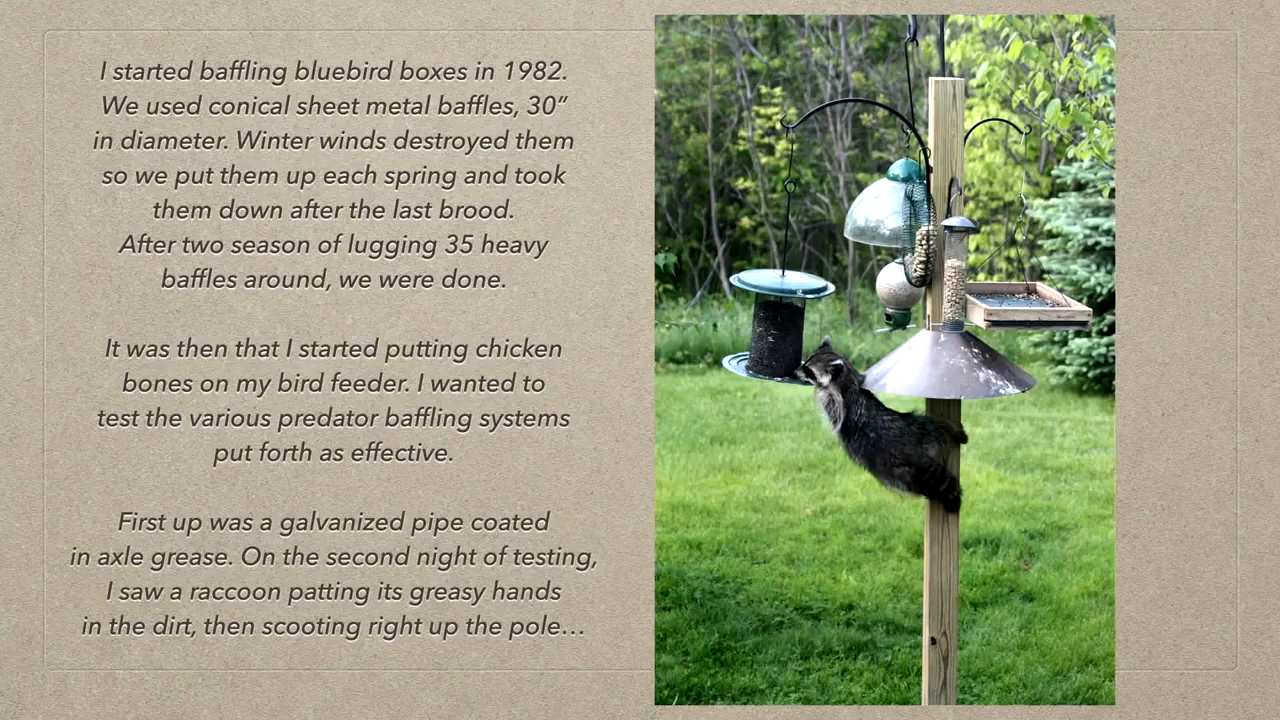 I started baffling bluebird boxes in 1982.
We used conical sheet metal baffles, 30”
in diameter. Winter winds destroyed them
so we put them up each spring and took
them down after the last brood.
After two season of lugging 35 heavy
baffles around, we were done.
It was then that I started putting chicken
bones on my bird feeder. I wanted to
test the various predator baffling systems
put forth as effective.
First up was a galvanized pipe coated
in axle grease. On the second night of testing,
I saw a raccoon patting its greasy hands
in the dirt, then scooting right up the pole…